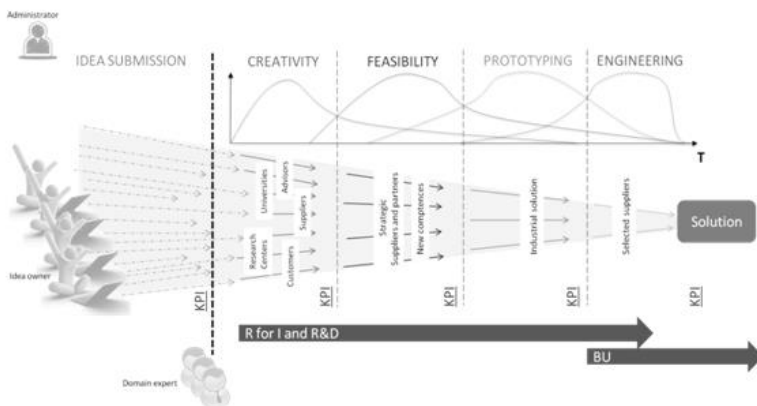 Administrator
IDEA SUBMISSION
CREATIVITY
FEASIBILITY
PROTOTYPING
ENGINEERING
T
Universities
Advisors
Suppliers
Research
Centers
Customers
Strategic
Suppliers and partners
New comptences
Industrial solution
Selected suppliers
Solution
Idea owner
KPI
KPI
KPI
KPI
KPI
R for I and R&D
BU
Domain expert